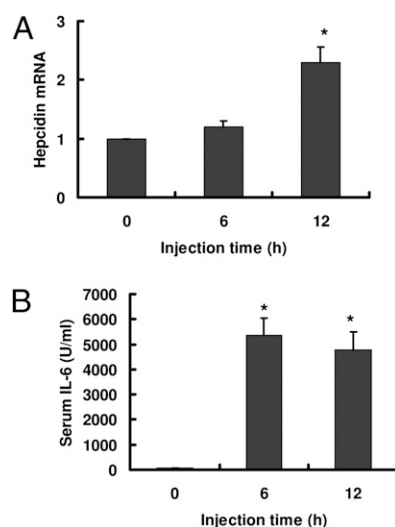 A
3
*
2
Hepcidin mRNA
1
0
0 6 12
Injection time (h)
B
7000
6000
* *
5000
4000
Serum IL-6 (U/ml)
3000
2000
1000
0
0 6 12
Injection time (h)